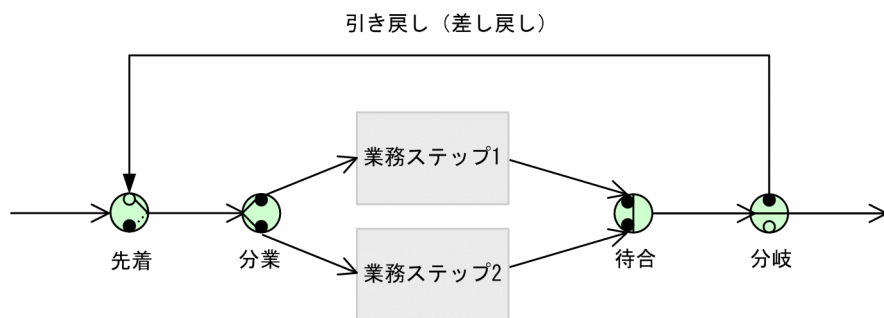 引き戻し（差し戻し）
業務ステップ1
業務ステップ2
先着
分業
待合
分岐